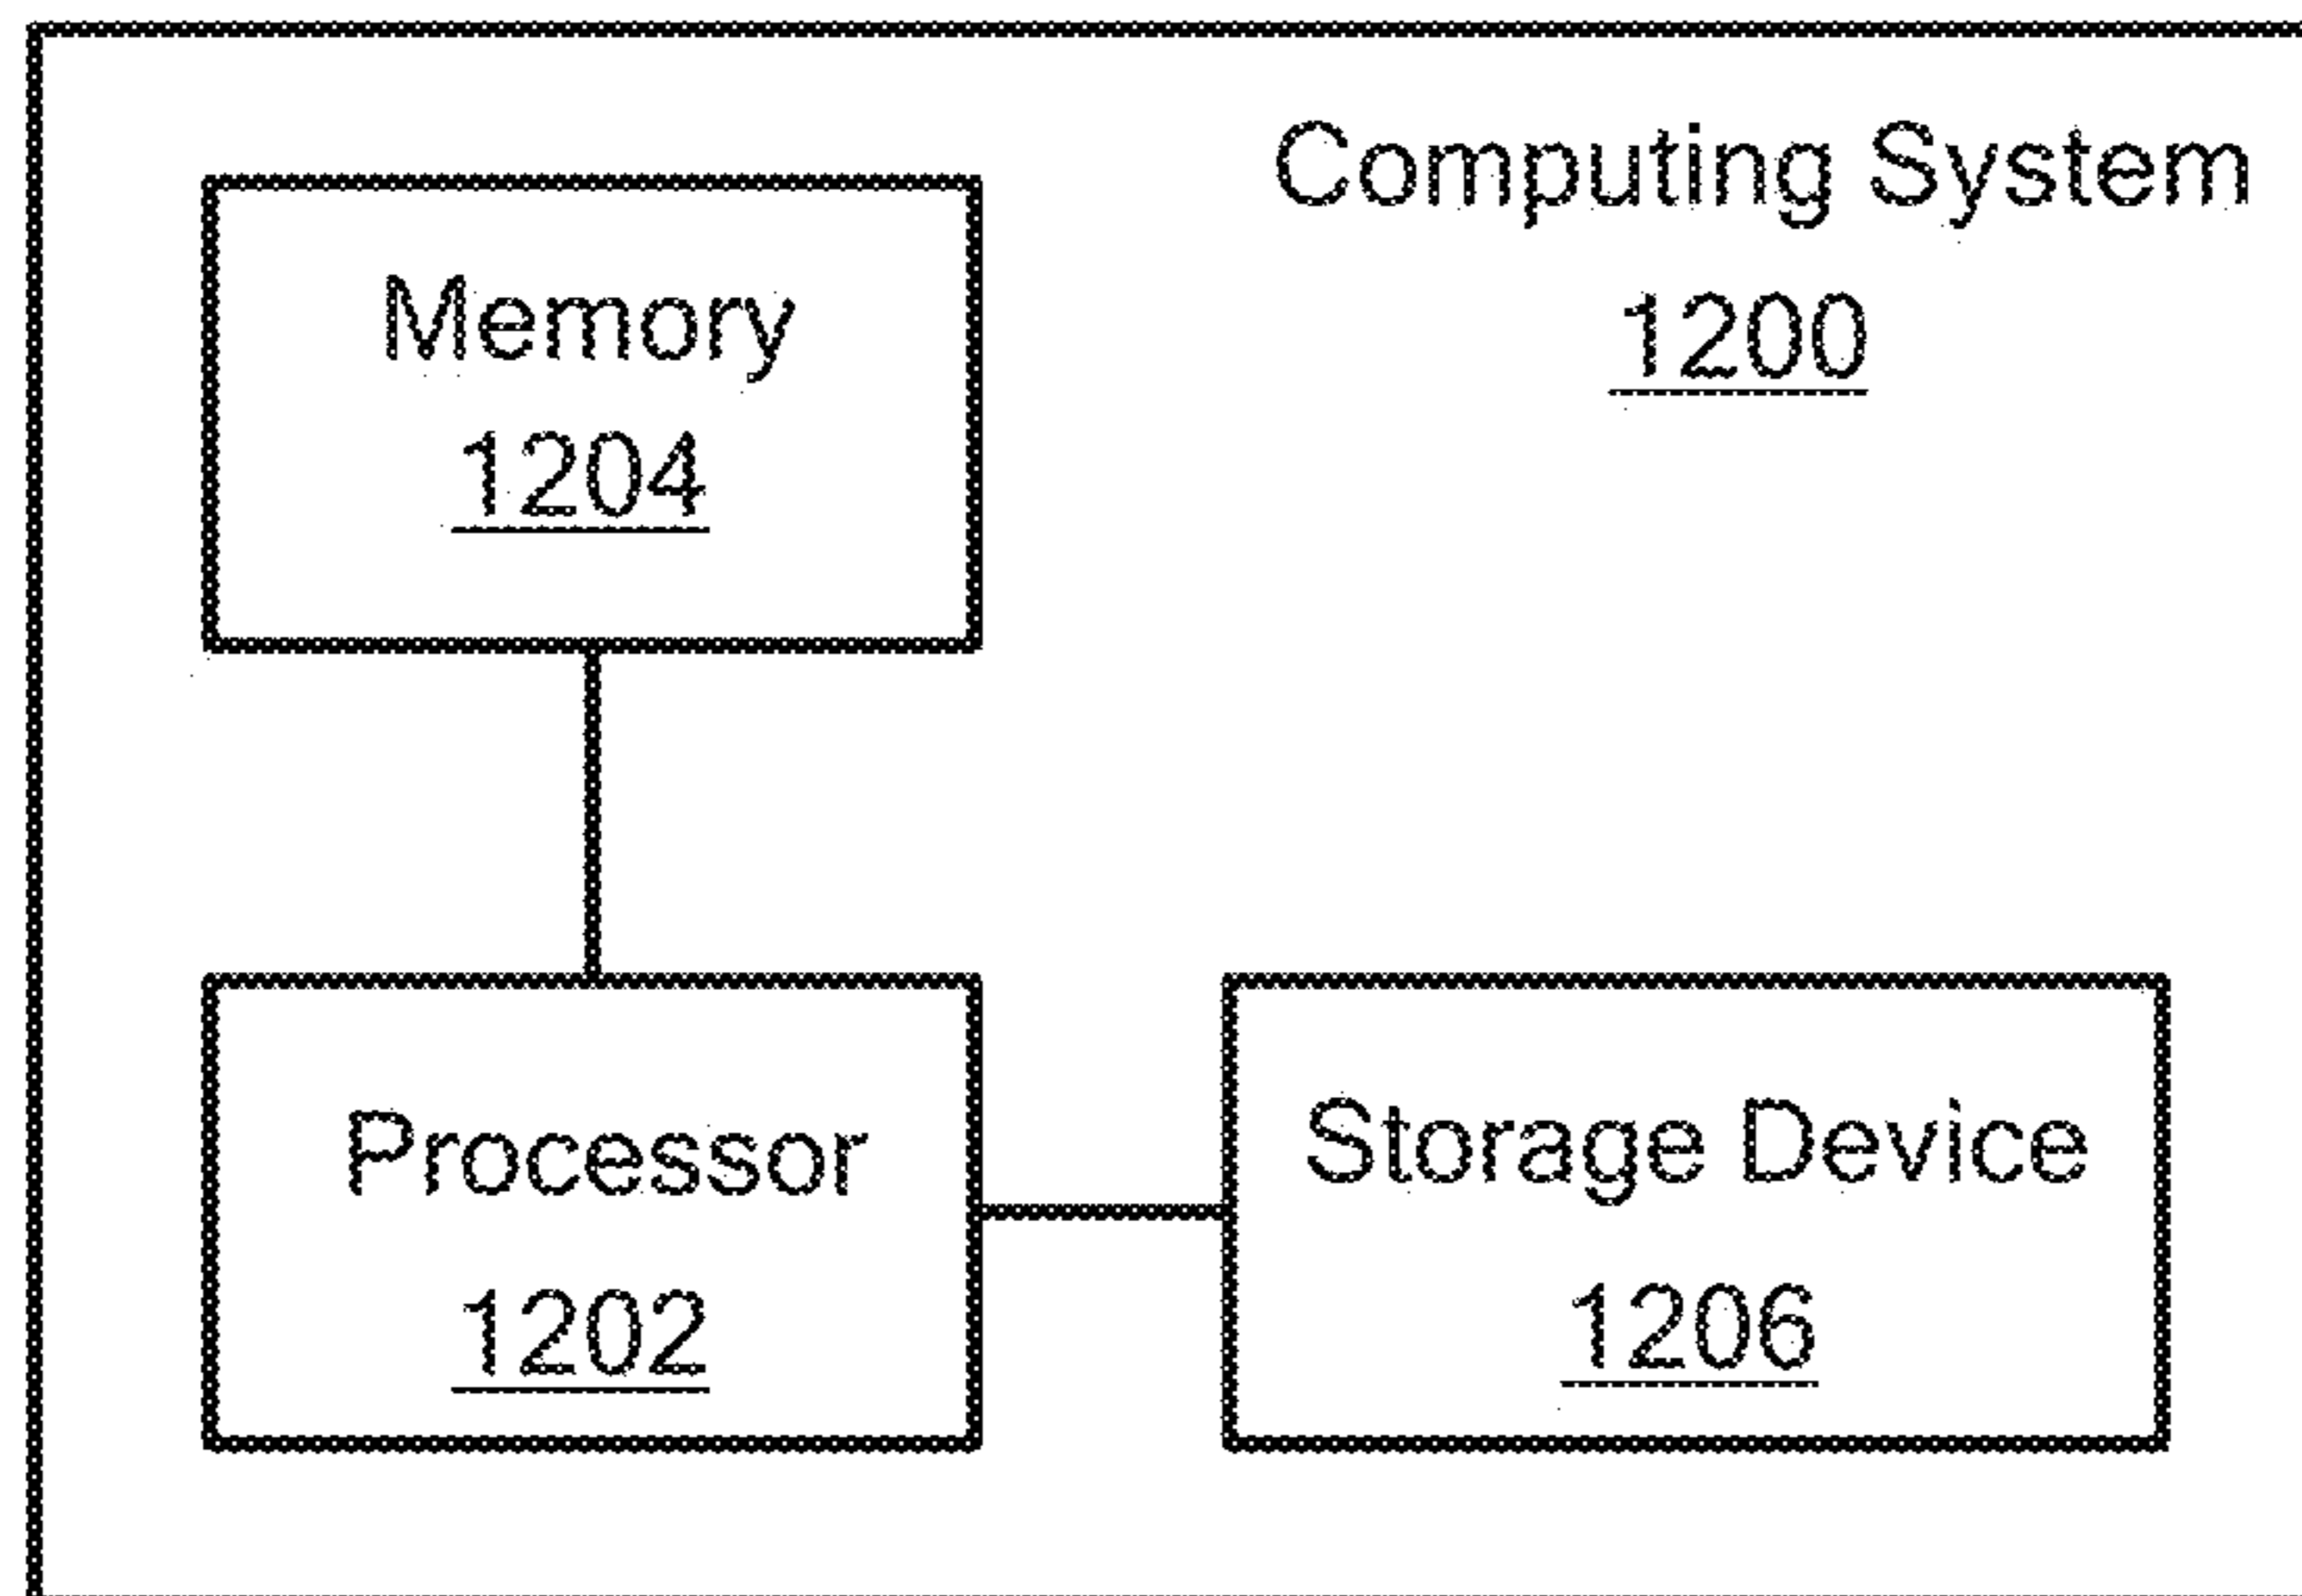 Computing System
1200
Memory
1204
Processor
1202
Storage Device
1206